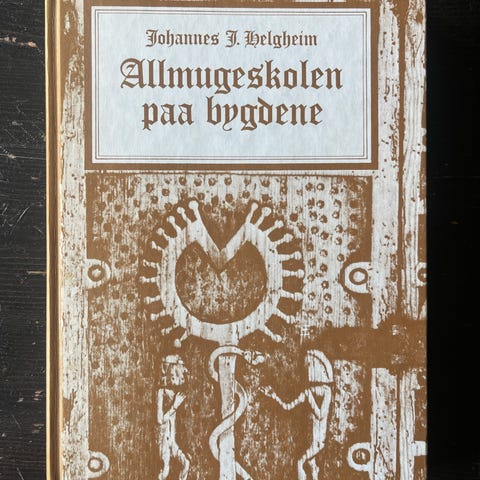 Johannes J. Helgheim
Allmugeskolen
paa bygdene